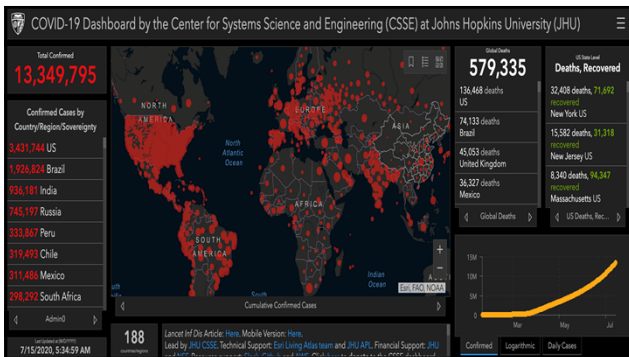 COVID-19 Dashboard by the Center for Systems Science and Engineering (CSSE) at Johns Hopkins University (JHU)
Total Confirmed
13,349,795
Confirmed Cases by
Country/Region/Sovereignty
3,431,744 US
1,926,824 Brazil
936,181 India
745,197 Russia
333,867 Peru
319,493 Chile
311,486 Mexico
298,292 South Africa
Admin0
Last Updated at (M/D/YYYY)
7/15/2020, 5:34:59 AM
NORTH
AMERICA
EUROPE
ASIA
North
Atlantic
Ocean
AFRICA
SOUTH
AMERICA
Indian
Ocean
+
−
Esri, FAO, NOAA
Cumulative Confirmed Cases
188
countries/regions
Lancet Inf Dis Article: Here. Mobile Version: Here.
Lead by JHU CSSE. Technical Support: Esri Living Atlas team and JHU APL. Financial Support: JHU
Global Deaths
579,335
136,468 deaths
US
74,133 deaths
Brazil
45,053 deaths
United Kingdom
36,327 deaths
Mexico
Global Deaths
US State Level
Deaths, Recovered
32,408 deaths, 71,692
recovered
New York US
15,582 deaths, 31,318
recovered
New Jersey US
8,340 deaths, 94,347
recovered
Massachusetts US
US Deaths, Rec...
15M
10M
5M
0
Mar
May
Jul
Confirmed
Logarithmic
Daily Cases